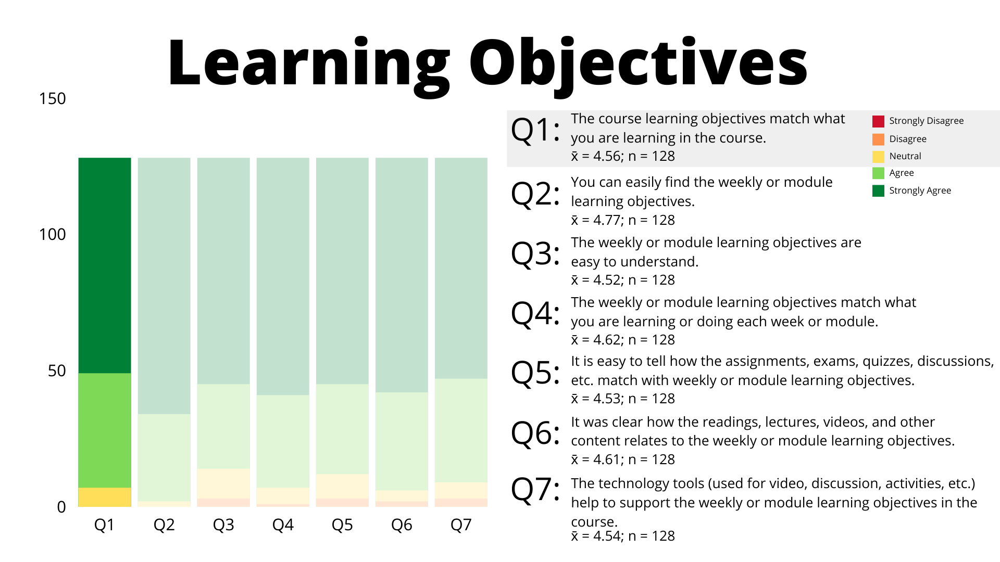 Learning Objectives
150
100
50
0
Q1
Q2
Q3
Q4
Q5
Q6
Q7
Q1:
The course learning objectives match what
you are learning in the course.
x̄ = 4.56; n = 128
Q2:
You can easily find the weekly or module
learning objectives.
x̄ = 4.77; n = 128
Q3:
The weekly or module learning objectives are
easy to understand.
x̄ = 4.52; n = 128
Q4:
The weekly or module learning objectives match what
you are learning or doing each week or module.
x̄ = 4.62; n = 128
Q5:
It is easy to tell how the assignments, exams, quizzes, discussions,
etc. match with weekly or module learning objectives.
x̄ = 4.53; n = 128
Q6:
It was clear how the readings, lectures, videos, and other
content relates to the weekly or module learning objectives.
x̄ = 4.61; n = 128
Q7:
The technology tools (used for video, discussion, activities, etc.)
help to support the weekly or module learning objectives in the
course.
x̄ = 4.54; n = 128
Strongly Disagree
Disagree
Neutral
Agree
Strongly Agree